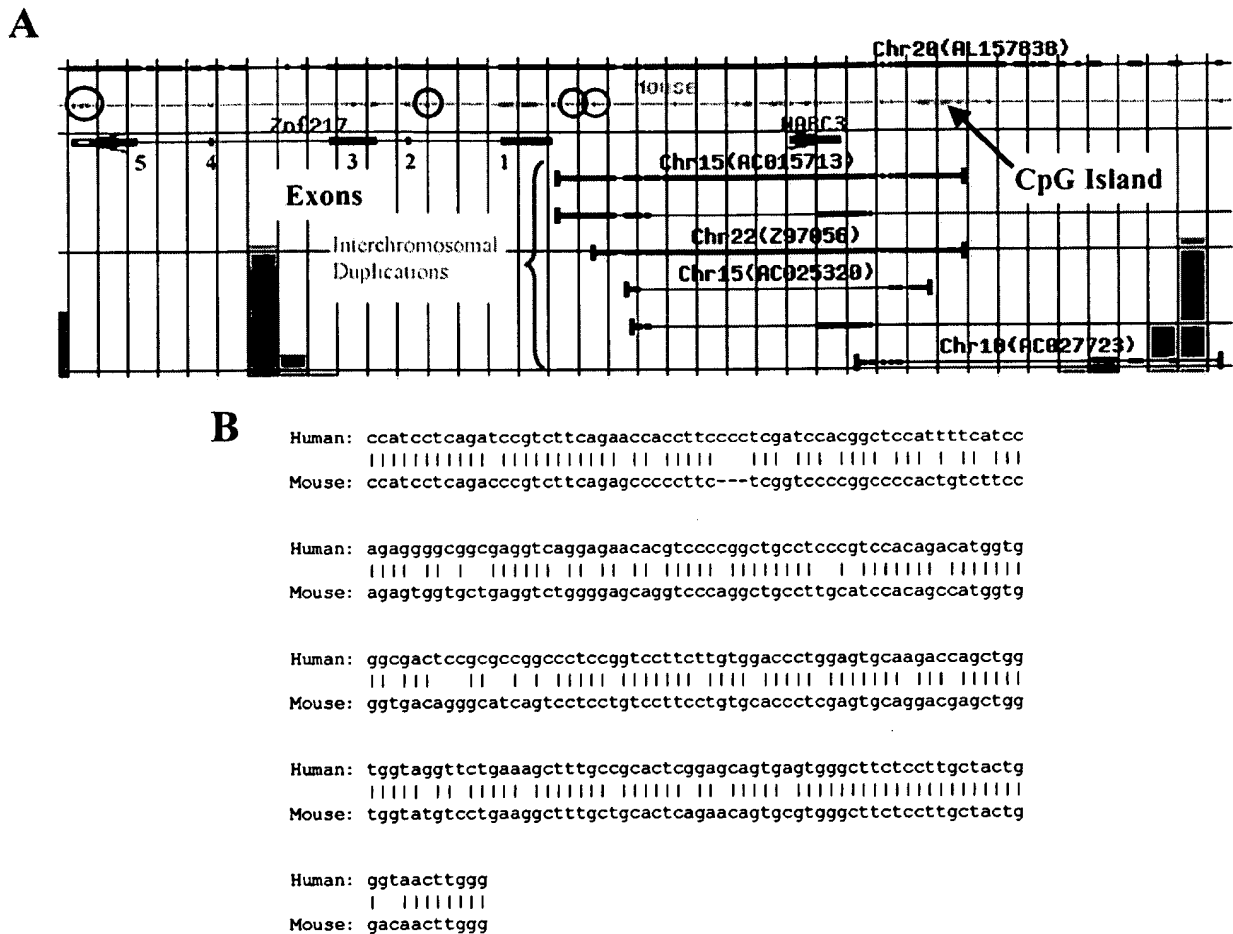 A
Chr20(AL157838)
Mouse
Znf217
NABC3
5 4 3 2 1
Chr15(AC015713)
CpG Island
Exons
Chr22(Z97056)
Interchromosomal
Duplications
Chr15(AC025320)
Chr18(AC027723)
B
Human: ccatcctcagatccgtcttcagaaccaccttcccctcgatccacggctccattttcatcc
Mouse: ccatcctcagacccgtcttcagagcccccttc---tcggtccccggccccactgtcttcc
Human: agaggggcggcgaggtcaggagaacacgtccccggctgcctcccgtccacagacatggtg
Mouse: agagtggtgctgaggtctggggagcaggtcccaggctgccttgcatccacagccatggtg
Human: ggcgactccgcgccggccctccggtccttcttgtggaccctggagtgcaagaccagctgg
Mouse: ggtgacagggcatcagtcctcctgtccttcctgtgcaccctcgagtgcaggacgagctgg
Human: tggtaggttctgaaagctttgccgcactcggagcagtgagtgggcttctccttgctactg
Mouse: tggtatgtcctgaaggctttgctgcactcagaacagtgcgtgggcttctccttgctactg
Human: ggtaacttggg
Mouse: gacaacttggg